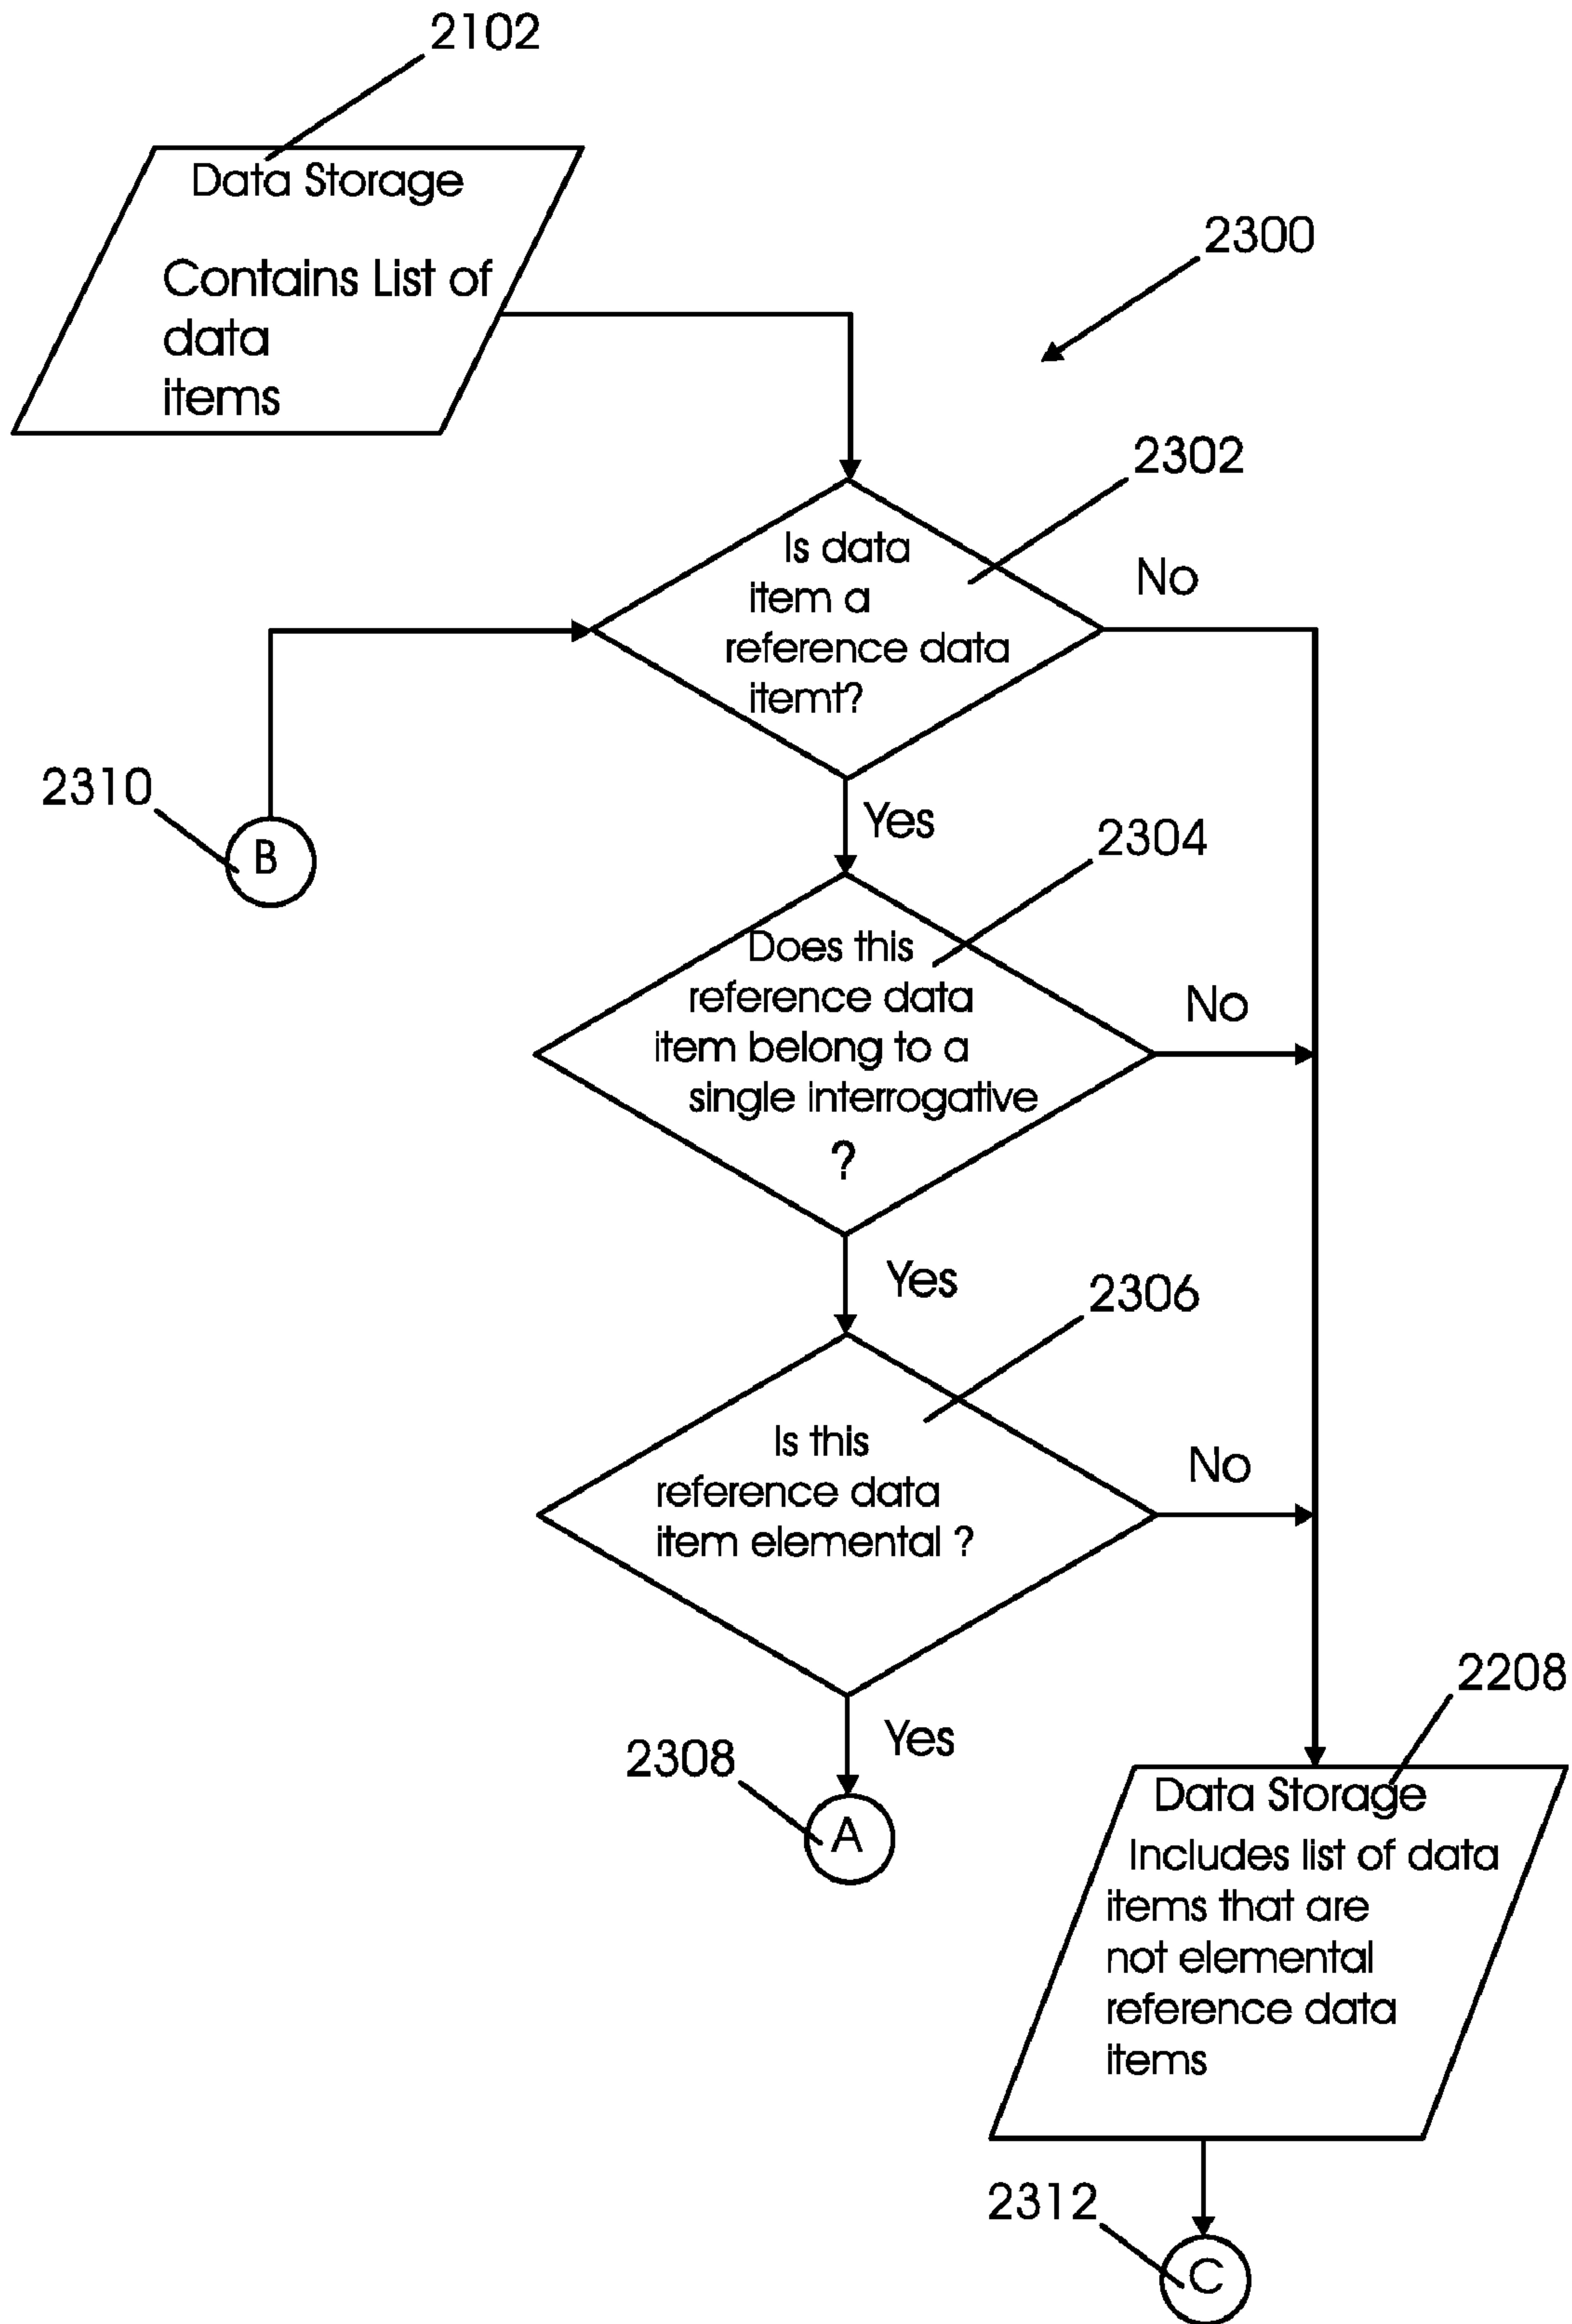 2102
Data Storage
Contains List of
data
items
2300
2302
Is data
item a
reference data
itemt?
No
Yes
2310
B
2304
Does this
reference data
item belong to a
single interrogative
?
No
Yes
2306
Is this
reference data
item elemental ?
No
Yes
2308
A
2208
Data Storage
Includes list of data
items that are
not elemental
reference data
items
2312
C